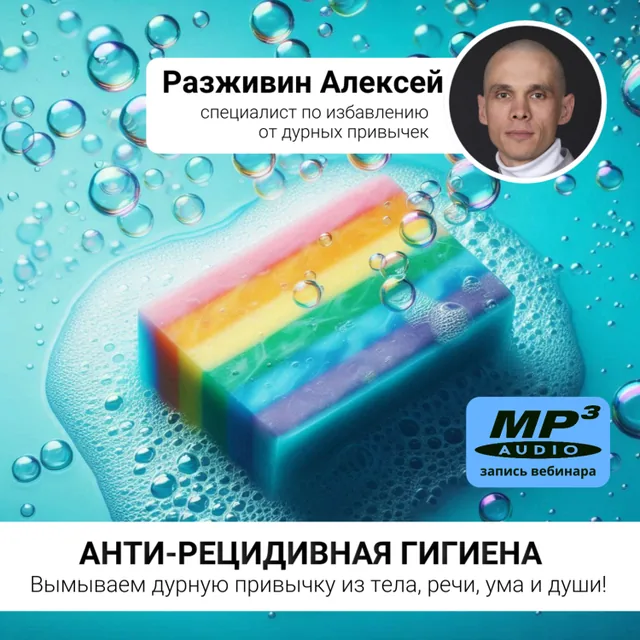 Разживин Алексей
специалист по избавлению
от дурных привычек
MP3
AUDIO
запись вебинара
АНТИ-РЕЦИДИВНАЯ ГИГИЕНА
Вымываем дурную привычку из тела, речи, ума и души!